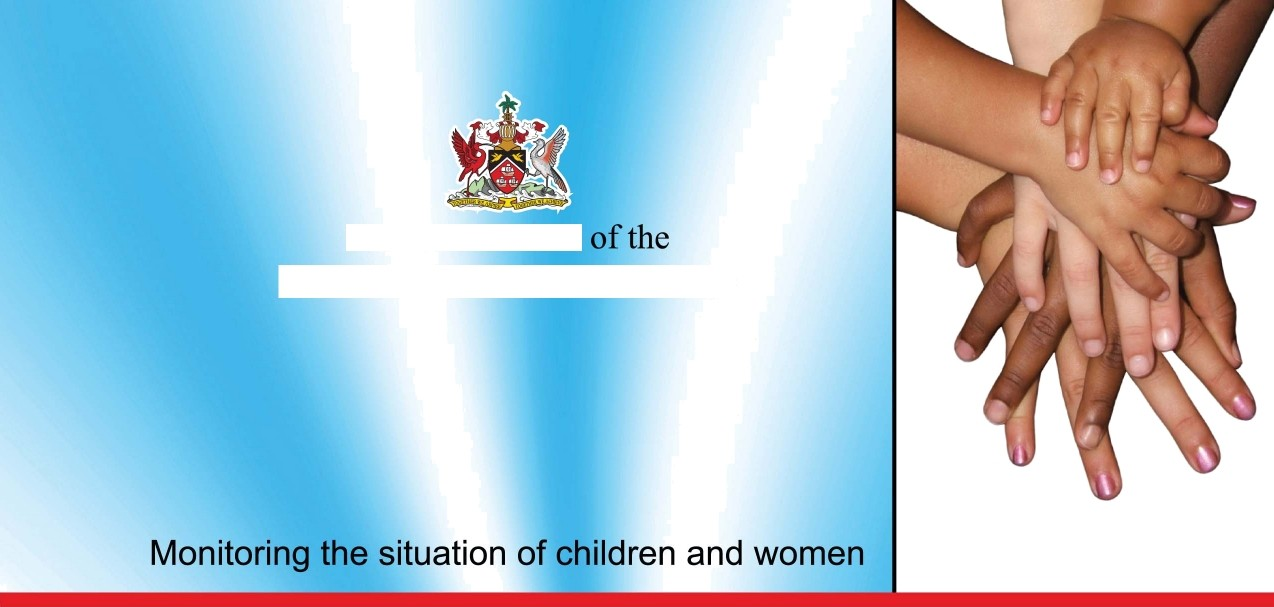 of the
Monitoring the situation of children and women